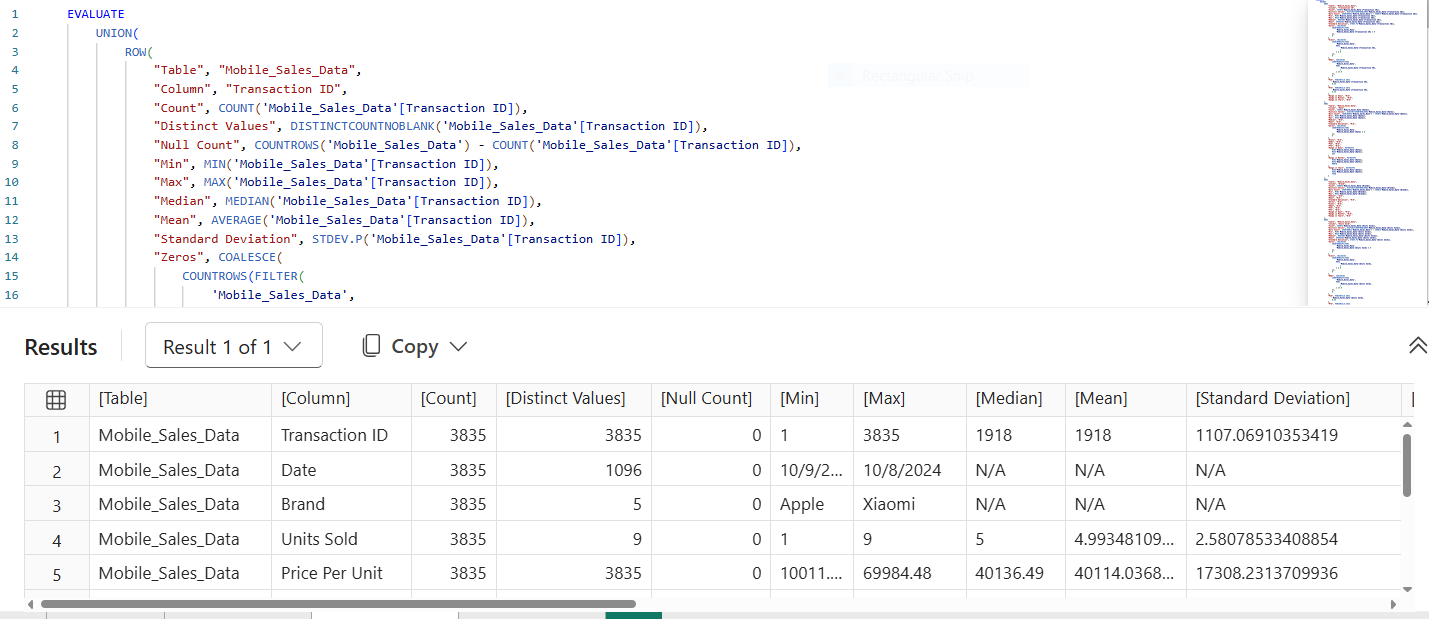 1 EVALUATE
2 UNION(
3 ROW(
4 "Table", "Mobile_Sales_Data",
5 "Column", "Transaction ID",
6 "Count", COUNT('Mobile_Sales_Data'[Transaction ID]),
7 "Distinct Values", DISTINCTCOUNTNOBLANK('Mobile_Sales_Data'[Transaction ID]),
8 "Null Count", COUNTROWS('Mobile_Sales_Data') - COUNT('Mobile_Sales_Data'[Transaction ID]),
9 "Min", MIN('Mobile_Sales_Data'[Transaction ID]),
10 "Max", MAX('Mobile_Sales_Data'[Transaction ID]),
11 "Median", MEDIAN('Mobile_Sales_Data'[Transaction ID]),
12 "Mean", AVERAGE('Mobile_Sales_Data'[Transaction ID]),
13 "Standard Deviation", STDEV.P('Mobile_Sales_Data'[Transaction ID]),
14 "Zeros", COALESCE(
15 COUNTROWS(FILTER(
16 'Mobile_Sales_Data',
Rectangular Snip
Results Result 1 of 1 Copy
[Table] [Column] [Count] [Distinct Values] [Null Count] [Min] [Max] [Median] [Mean] [Standard Deviation] [
1 Mobile_Sales_Data Transaction ID 3835 3835 0 1 3835 1918 1918 1107.06910353419
2 Mobile_Sales_Data Date 3835 1096 0 10/9/2... 10/8/2024 N/A N/A N/A
3 Mobile_Sales_Data Brand 3835 5 0 Apple Xiaomi N/A N/A N/A
4 Mobile_Sales_Data Units Sold 3835 9 0 1 9 5 4.99348109... 2.58078533408854
5 Mobile_Sales_Data Price Per Unit 3835 3835 0 10011.... 69984.48 40136.49 40114.0368... 17308.2313709936